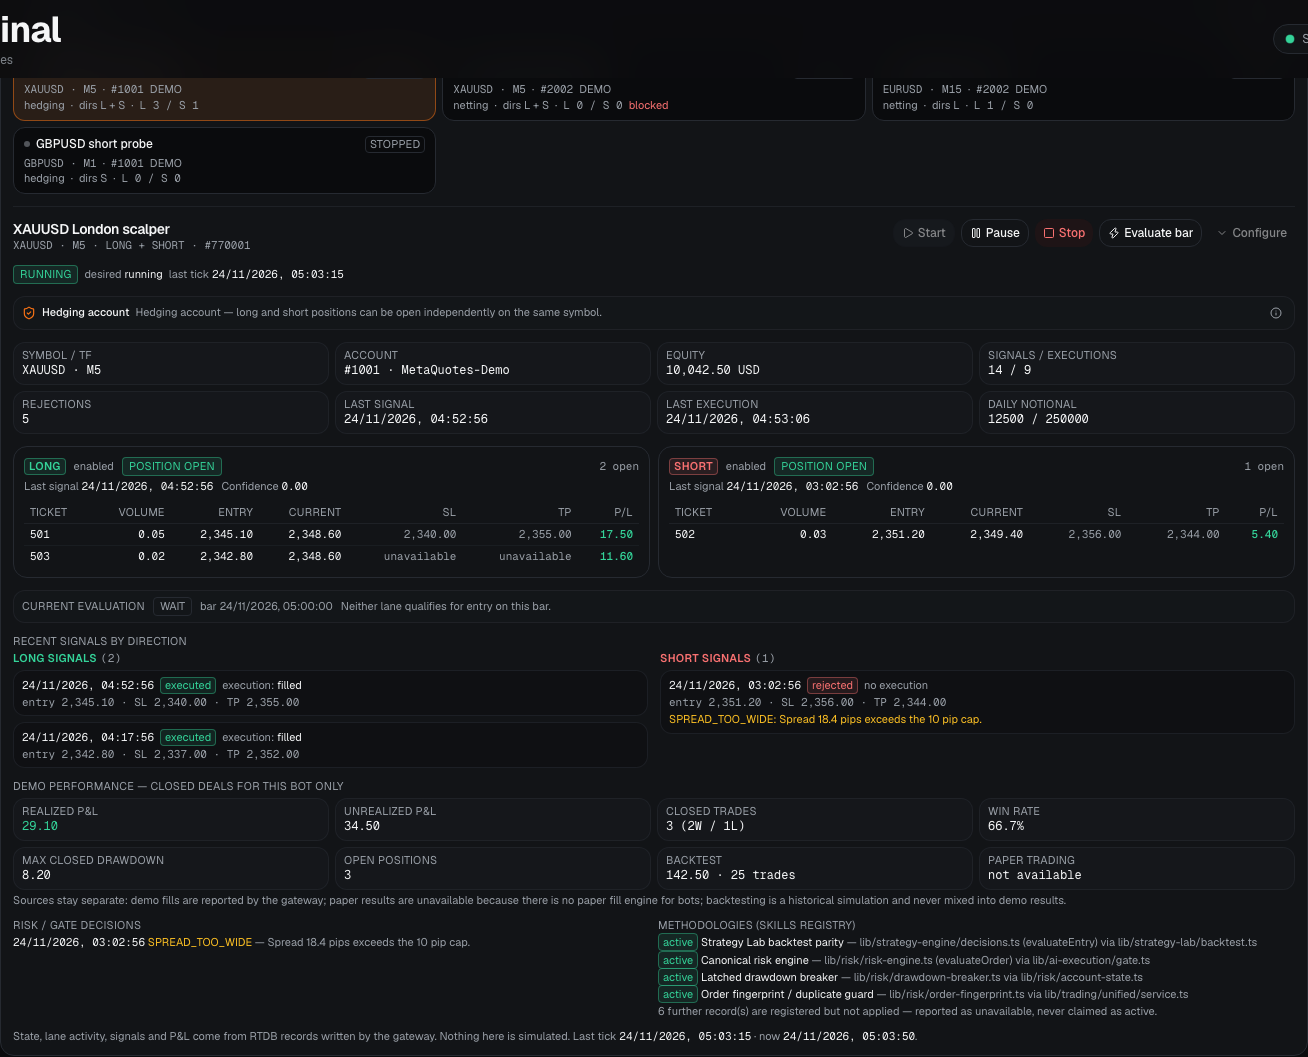 inal
S
es
XAUUSD · M5 · #1001 DEMO
hedging · dirs L + S · L 3 / S 1
XAUUSD · M5 · #2002 DEMO
netting · dirs L + S · L 0 / S 0 blocked
EURUSD · M15 · #2002 DEMO
netting · dirs L · L 1 / S 0
GBPUSD short probe STOPPED
GBPUSD · M1 · #1001 DEMO
hedging · dirs S · L 0 / S 0
XAUUSD London scalper
XAUUSD · M5 · LONG + SHORT · #770001
Start Pause Stop Evaluate bar Configure
RUNNING desired running last tick 24/11/2026, 05:03:15
Hedging account Hedging account — long and short positions can be open independently on the same symbol.
SYMBOL / TF
XAUUSD · M5
ACCOUNT
#1001 · MetaQuotes-Demo
EQUITY
10,042.50 USD
SIGNALS / EXECUTIONS
14 / 9
REJECTIONS
5
LAST SIGNAL
24/11/2026, 04:52:56
LAST EXECUTION
24/11/2026, 04:53:06
DAILY NOTIONAL
12500 / 250000
LONG enabled POSITION OPEN 2 open
Last signal 24/11/2026, 04:52:56 Confidence 0.00
TICKET VOLUME ENTRY CURRENT SL TP P/L
501 0.05 2,345.10 2,348.60 2,340.00 2,355.00 17.50
503 0.02 2,342.80 2,348.60 unavailable unavailable 11.60
SHORT enabled POSITION OPEN 1 open
Last signal 24/11/2026, 03:02:56 Confidence 0.00
TICKET VOLUME ENTRY CURRENT SL TP P/L
502 0.03 2,351.20 2,349.40 2,356.00 2,344.00 5.40
CURRENT EVALUATION WAIT bar 24/11/2026, 05:00:00 Neither lane qualifies for entry on this bar.
RECENT SIGNALS BY DIRECTION
LONG SIGNALS (2)
24/11/2026, 04:52:56 executed execution: filled
entry 2,345.10 · SL 2,340.00 · TP 2,355.00
24/11/2026, 04:17:56 executed execution: filled
entry 2,342.80 · SL 2,337.00 · TP 2,352.00
SHORT SIGNALS (1)
24/11/2026, 03:02:56 rejected no execution
entry 2,351.20 · SL 2,356.00 · TP 2,344.00
SPREAD_TOO_WIDE: Spread 18.4 pips exceeds the 10 pip cap.
DEMO PERFORMANCE — CLOSED DEALS FOR THIS BOT ONLY
REALIZED P&L
29.10
UNREALIZED P&L
34.50
CLOSED TRADES
3 (2W / 1L)
WIN RATE
66.7%
MAX CLOSED DRAWDOWN
8.20
OPEN POSITIONS
3
BACKTEST
142.50 · 25 trades
PAPER TRADING
not available
Sources stay separate: demo fills are reported by the gateway; paper results are unavailable because there is no paper fill engine for bots; backtesting is a historical simulation and never mixed into demo results.
RISK / GATE DECISIONS
24/11/2026, 03:02:56 SPREAD_TOO_WIDE — Spread 18.4 pips exceeds the 10 pip cap.
METHODOLOGIES (SKILLS REGISTRY)
active Strategy Lab backtest parity — lib/strategy-engine/decisions.ts (evaluateEntry) via lib/strategy-lab/backtest.ts
active Canonical risk engine — lib/risk/risk-engine.ts (evaluateOrder) via lib/ai-execution/gate.ts
active Latched drawdown breaker — lib/risk/drawdown-breaker.ts via lib/risk/account-state.ts
active Order fingerprint / duplicate guard — lib/risk/order-fingerprint.ts via lib/trading/unified/service.ts
6 further record(s) are registered but not applied — reported as unavailable, never claimed as active.
State, lane activity, signals and P&L come from RTDB records written by the gateway. Nothing here is simulated. Last tick 24/11/2026, 05:03:15 · now 24/11/2026, 05:03:50.